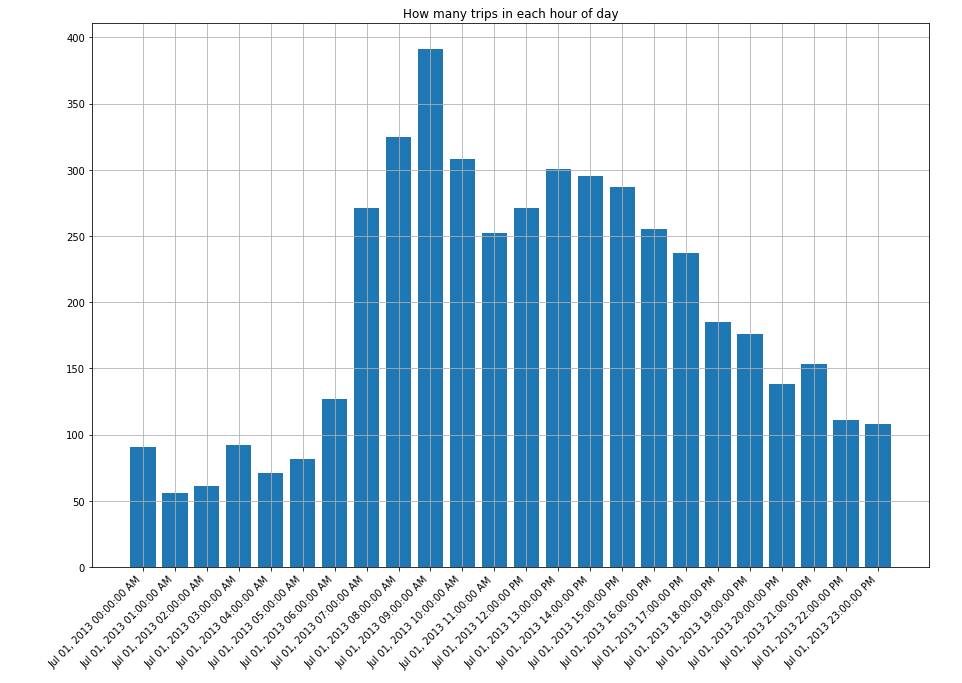 How many trips in each hour of day
400
350
300
250
200
150
100
50
0
Jul 01, 2013 00:00:00 AM
Jul 01, 2013 01:00:00 AM
Jul 01, 2013 02:00:00 AM
Jul 01, 2013 03:00:00 AM
Jul 01, 2013 04:00:00 AM
Jul 01, 2013 05:00:00 AM
Jul 01, 2013 06:00:00 AM
Jul 01, 2013 07:00:00 AM
Jul 01, 2013 08:00:00 AM
Jul 01, 2013 09:00:00 AM
Jul 01, 2013 10:00:00 AM
Jul 01, 2013 11:00:00 AM
Jul 01, 2013 12:00:00 PM
Jul 01, 2013 13:00:00 PM
Jul 01, 2013 14:00:00 PM
Jul 01, 2013 15:00:00 PM
Jul 01, 2013 16:00:00 PM
Jul 01, 2013 17:00:00 PM
Jul 01, 2013 18:00:00 PM
Jul 01, 2013 19:00:00 PM
Jul 01, 2013 20:00:00 PM
Jul 01, 2013 21:00:00 PM
Jul 01, 2013 22:00:00 PM
Jul 01, 2013 23:00:00 PM